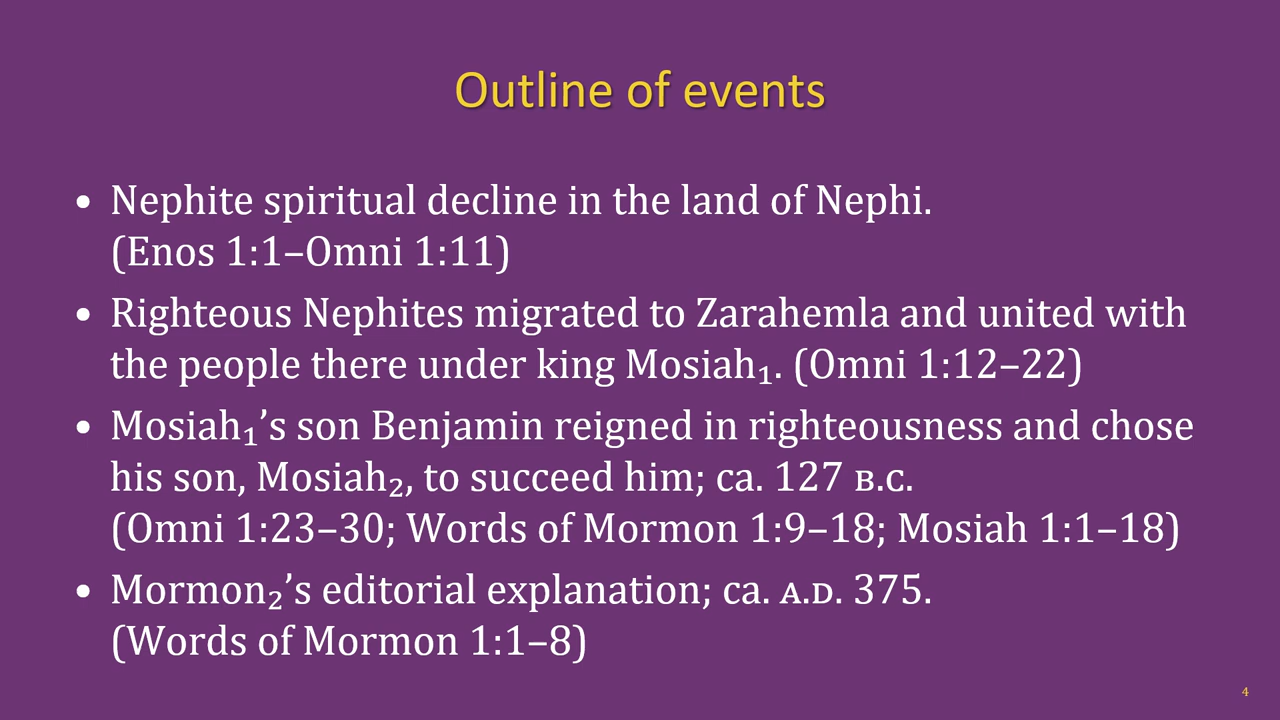 Outline of events
• Nephite spiritual decline in the land of Nephi.
(Enos 1:1–Omni 1:11)
• Righteous Nephites migrated to Zarahemla and united with
the people there under king Mosiah₁. (Omni 1:12–22)
• Mosiah₁’s son Benjamin reigned in righteousness and chose
his son, Mosiah₂, to succeed him; ca. 127 ʙ.ᴄ.
(Omni 1:23–30; Words of Mormon 1:9–18; Mosiah 1:1–18)
• Mormon₂’s editorial explanation; ca. ᴀ.ᴅ. 375.
(Words of Mormon 1:1–8)
4